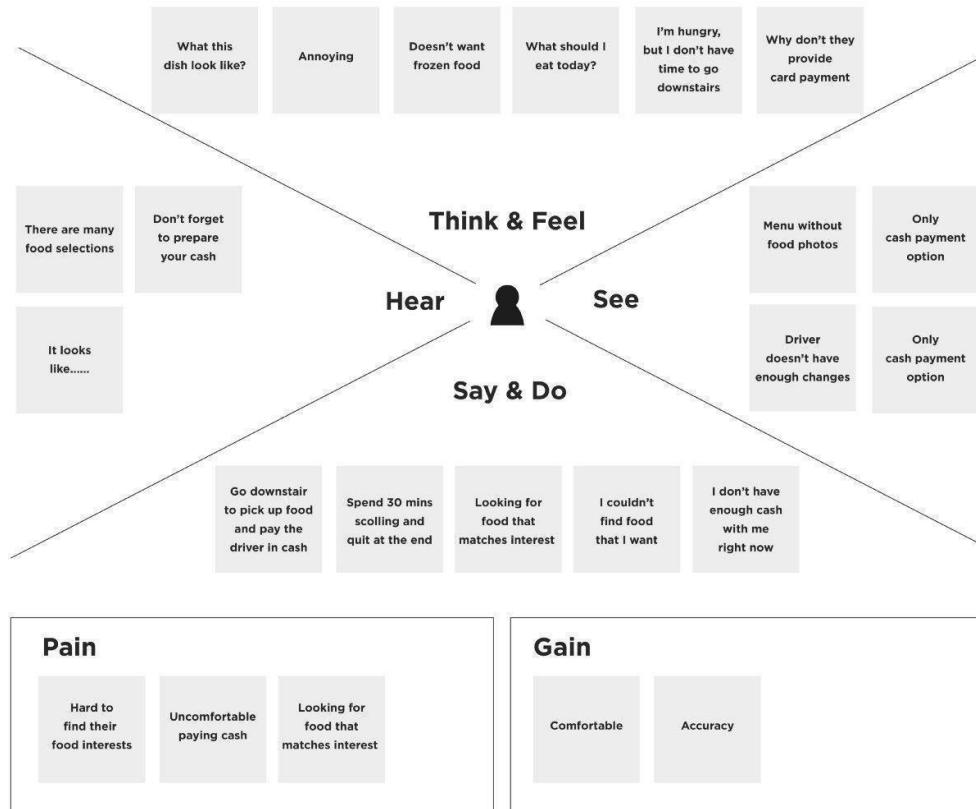 What this
dish look like?
Annoying
Doesn't want
frozen food
What should I
eat today?
I'm hungry,
but I don't have
time to go
downstairs
Why don't they
provide
card payment
Think & Feel
There are many
food selections
Don't forget
to prepare
your cash
It looks
like......
Hear
See
Menu without
food photos
Only
cash payment
option
Driver
doesn't have
enough changes
Only
cash payment
option
Say & Do
Go downstair
to pick up food
and pay the
driver in cash
Spend 30 mins
scolling and
quit at the end
Looking for
food that
matches interest
I couldn't
find food
that I want
I don't have
enough cash
with me
right now
Pain
Hard to
find their
food interests
Uncomfortable
paying cash
Looking for
food that
matches interest
Gain
Comfortable
Accuracy